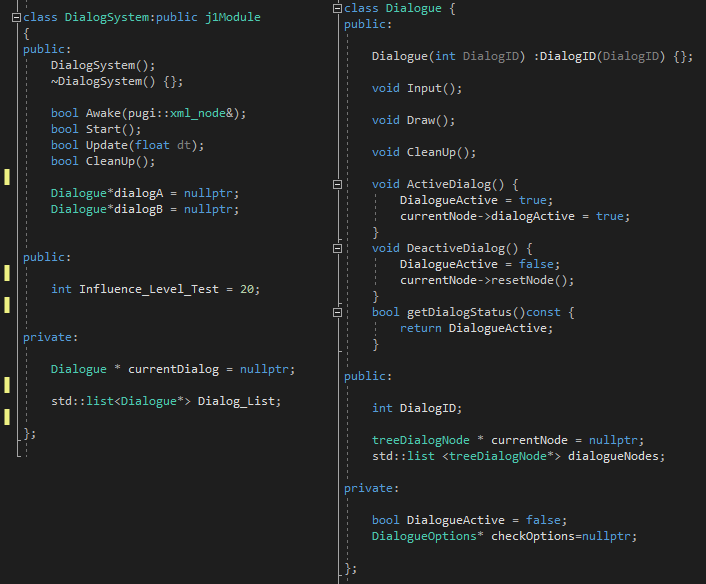 class DialogSystem:public j1Module
{
public:
    DialogSystem();
    ~DialogSystem() {};

    bool Awake(pugi::xml_node&);
    bool Start();
    bool Update(float dt);
    bool CleanUp();

    Dialogue*dialogA = nullptr;
    Dialogue*dialogB = nullptr;

public:

    int Influence_Level_Test = 20;

private:

    Dialogue * currentDialog = nullptr;

    std::list<Dialogue*> Dialog_List;

};
class Dialogue {
public:

    Dialogue(int DialogID) :DialogID(DialogID) {};

    void Input();

    void Draw();

    void CleanUp();

    void ActiveDialog() {
        DialogueActive = true;
        currentNode->dialogActive = true;
    }
    void DeactiveDialog() {
        DialogueActive = false;
        currentNode->resetNode();
    }
    bool getDialogStatus()const {
        return DialogueActive;
    }

public:

    int DialogID;

    treeDialogNode * currentNode = nullptr;
    std::list <treeDialogNode*> dialogueNodes;

private:

    bool DialogueActive = false;
    DialogueOptions* checkOptions=nullptr;

};